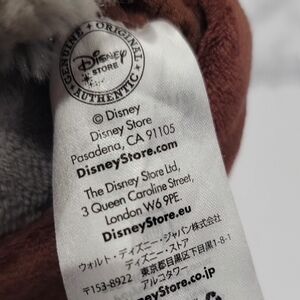 GENUINE • ORIGINAL
Disney
STORE
AUTHENTIC
© Disney
Disney Store
Pasadena, CA 91105
DisneyStore.com
The Disney Store Ltd,
3 Queen Caroline Street,
London W6 9PE.
DisneyStore.eu
ウォルト・ディズニー・ジャパン株式会社
ディズニー・ストア
〒153-8922 東京都目黒区下目黒1-8-1
アルコタワー
DisneyStore.co.jp